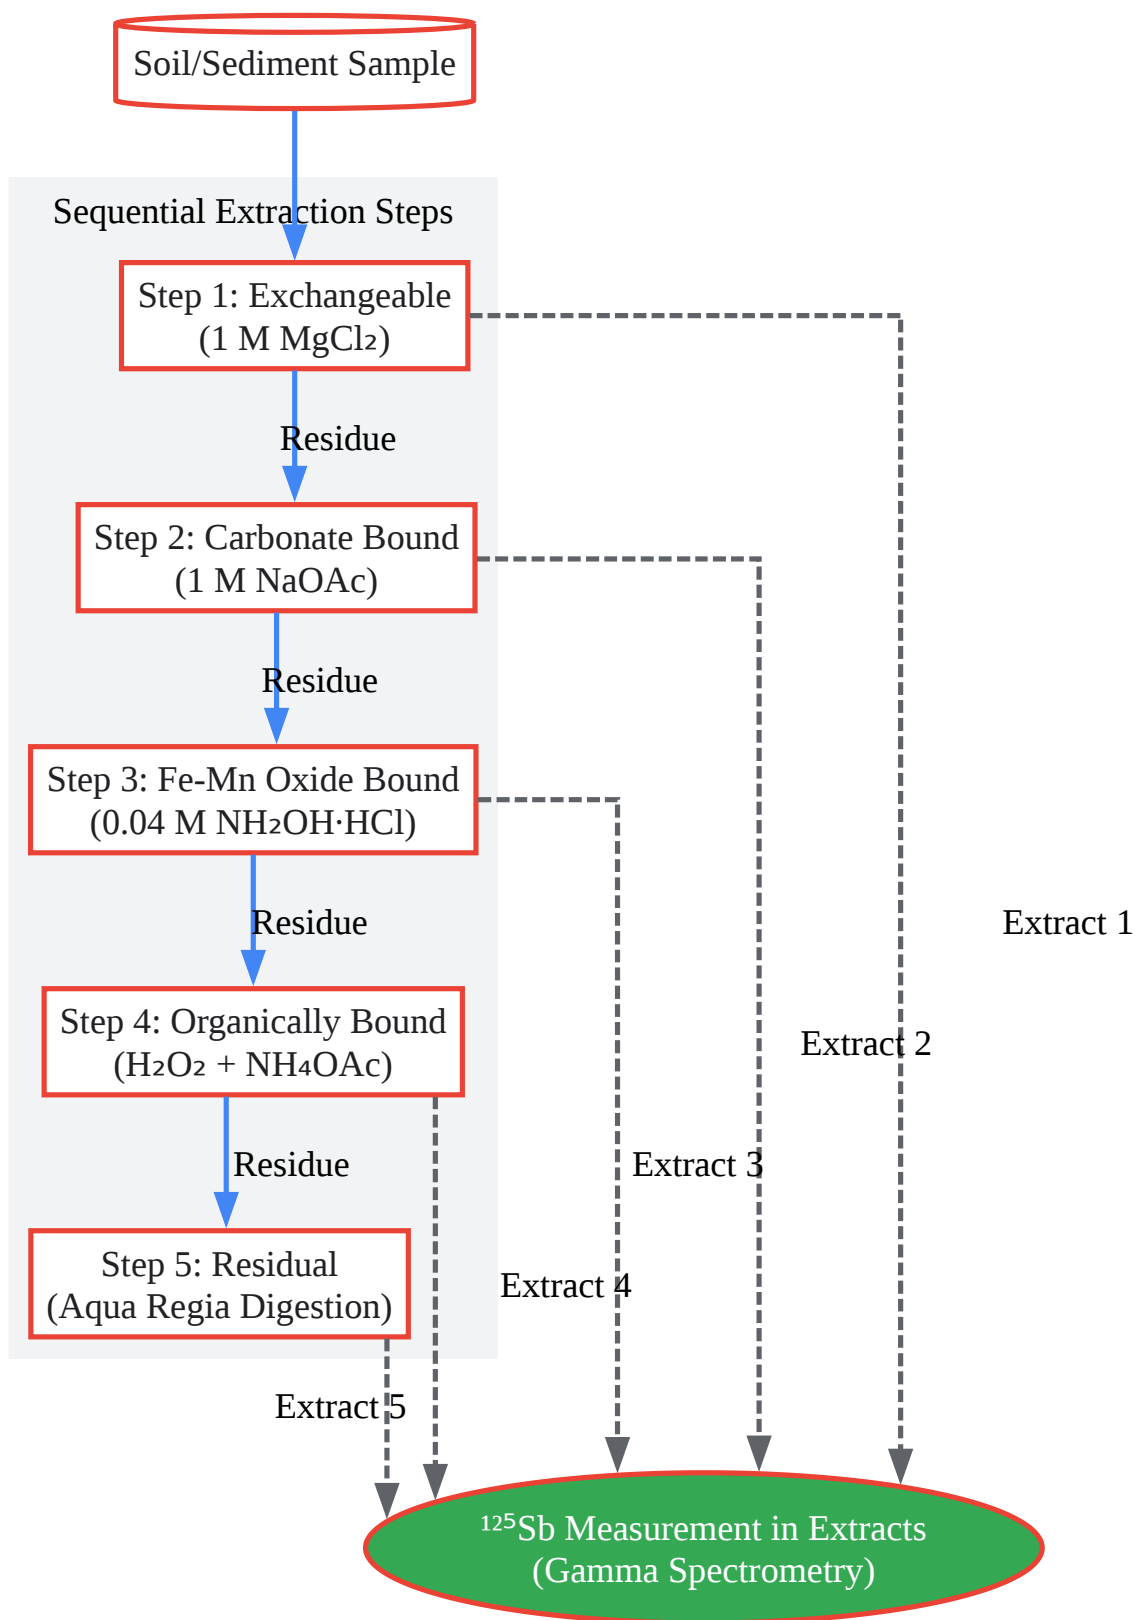 Soil/Sediment Sample
Sequential Extraction Steps
Step 1: Exchangeable
(1 M MgCl₂)
Residue
Step 2: Carbonate Bound
(1 M NaOAc)
Residue
Step 3: Fe-Mn Oxide Bound
(0.04 M NH₂OH·HCl)
Residue
Extract 1
Step 4: Organically Bound
(H₂O₂ + NH₄OAc)
Extract 2
Residue
Extract 3
Step 5: Residual
(Aqua Regia Digestion)
Extract 4
Extract 5
¹²⁵Sb Measurement in Extracts
(Gamma Spectrometry)